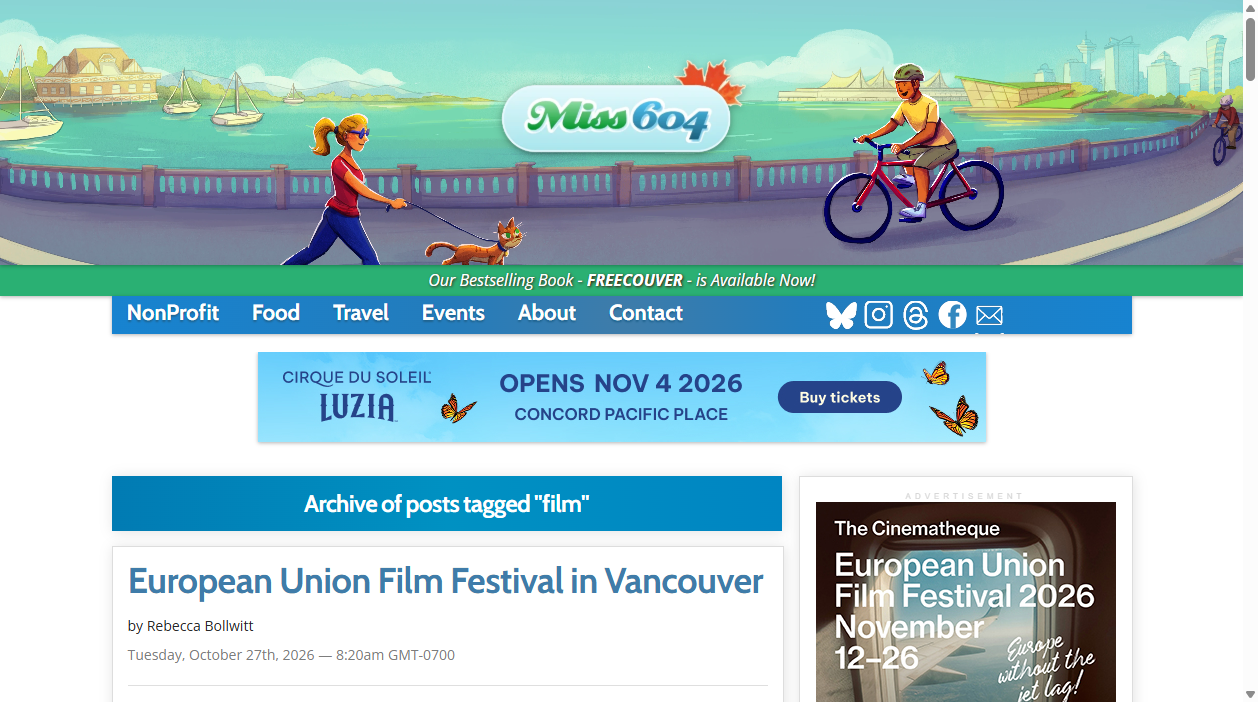 Miss 604
Our Bestselling Book - FREECOUVER - is Available Now!
NonProfit Food Travel Events About Contact
CIRQUE DU SOLEIL
LUZIA
OPENS NOV 4 2026
CONCORD PACIFIC PLACE
Buy tickets
Archive of posts tagged "film"
European Union Film Festival in Vancouver
by Rebecca Bollwitt
Tuesday, October 27th, 2026 — 8:20am GMT-0700
ADVERTISEMENT
The Cinematheque
European Union
Film Festival 2026
November
12–26
Europe
without the
jet lag!